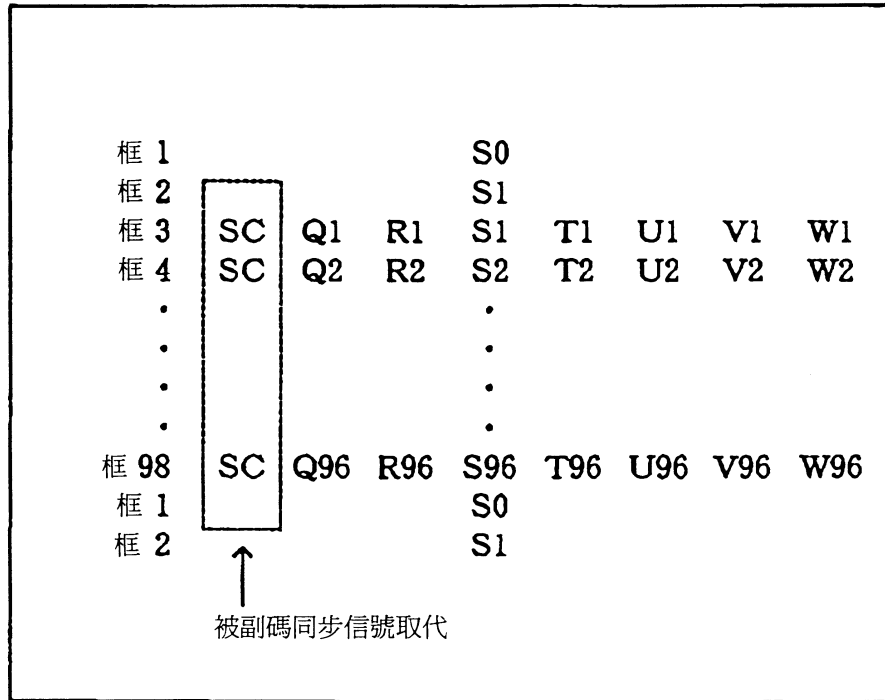 框 1 S0
框 2 S1
框 3 SC Q1 R1 S1 T1 U1 V1 W1
框 4 SC Q2 R2 S2 T2 U2 V2 W2
框 98 SC Q96 R96 S96 T96 U96 V96 W96
框 1 S0
框 2 S1
被副碼同步信號取代